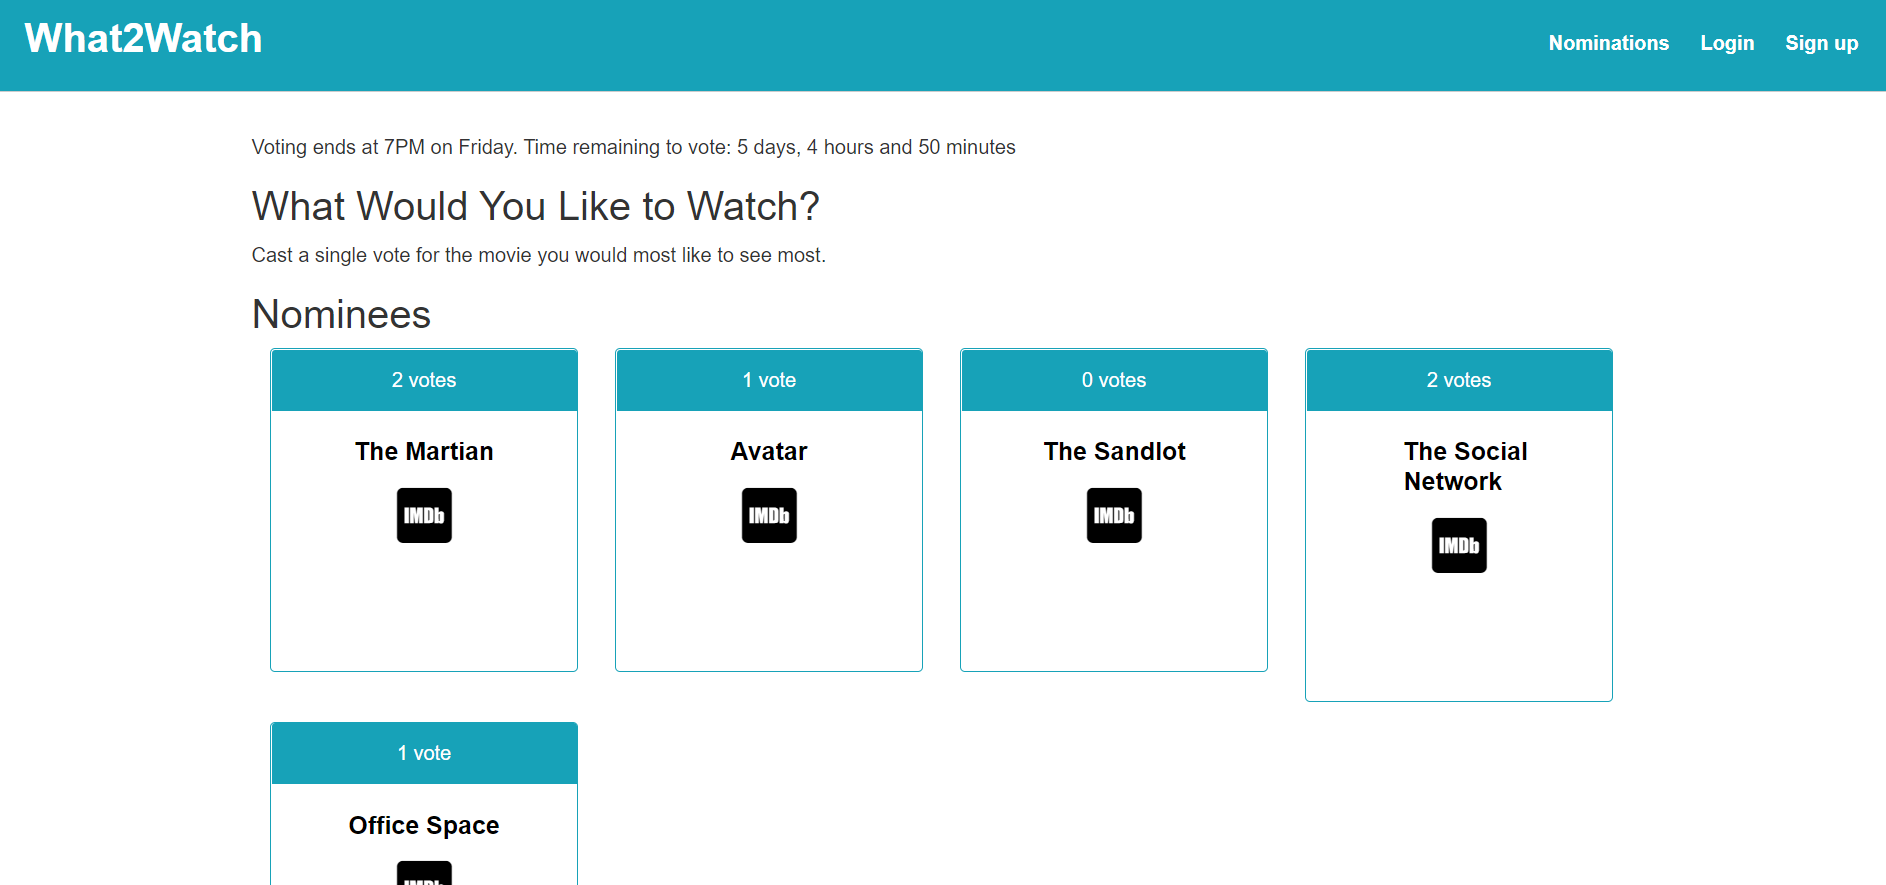 What2Watch
Nominations Login Sign up
Voting ends at 7PM on Friday. Time remaining to vote: 5 days, 4 hours and 50 minutes
What Would You Like to Watch?
Cast a single vote for the movie you would most like to see most.
Nominees
2 votes
The Martian
IMDb
1 vote
Avatar
IMDb
0 votes
The Sandlot
IMDb
2 votes
The Social
Network
IMDb
1 vote
Office Space
IMDb